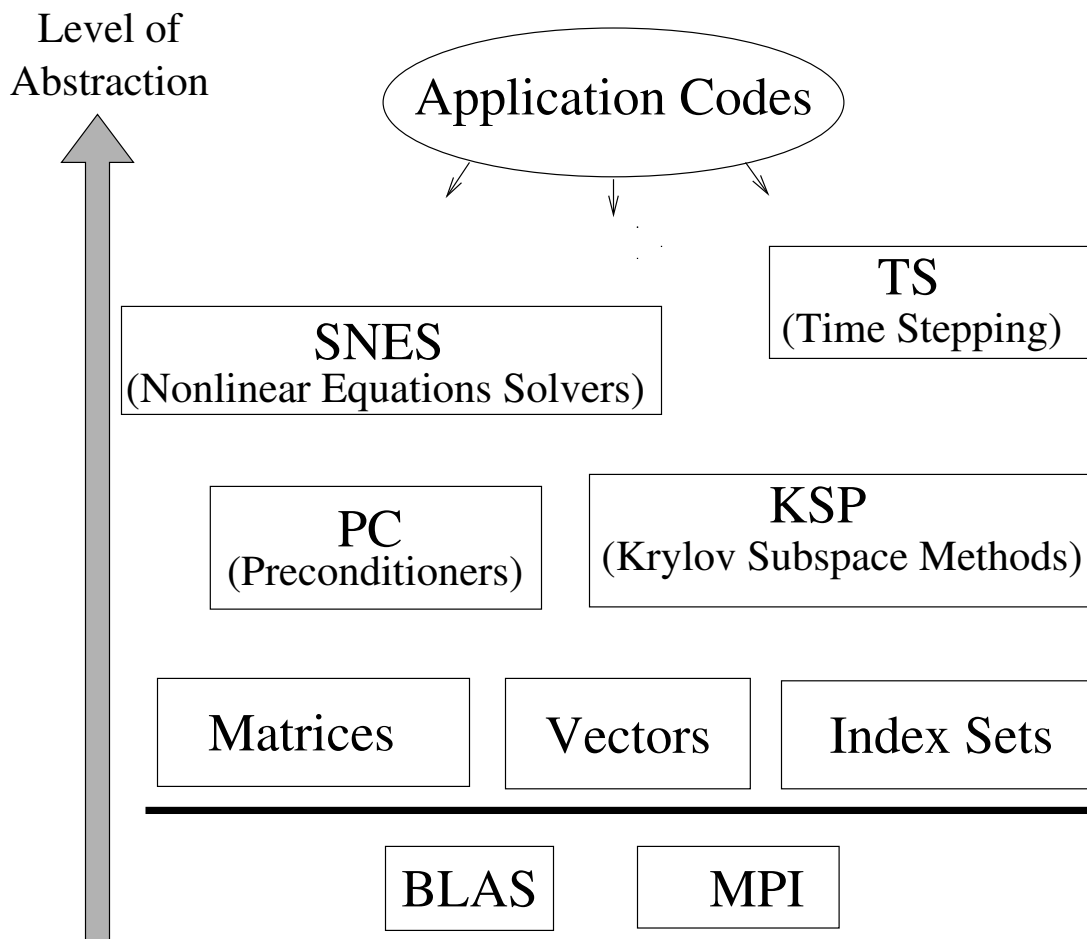 Level of
Abstraction
Application Codes
TS
(Time Stepping)
SNES
(Nonlinear Equations Solvers)
PC
(Preconditioners)
KSP
(Krylov Subspace Methods)
Matrices
Vectors
Index Sets
BLAS
MPI